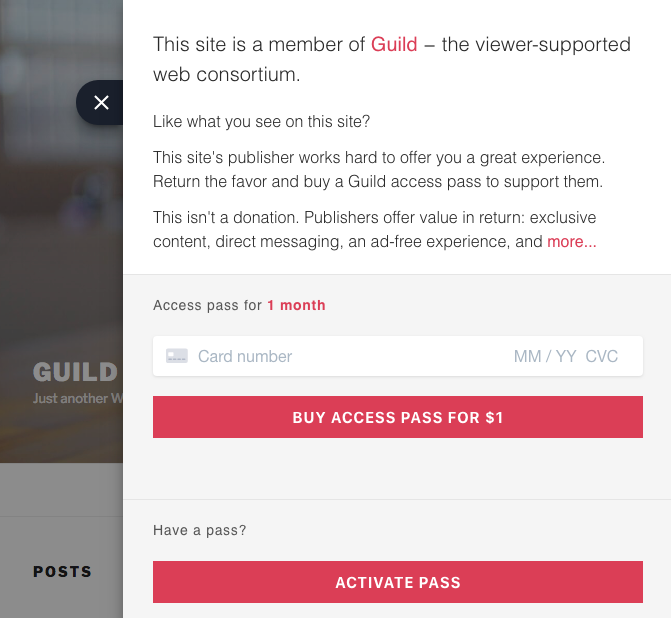 This site is a member of Guild – the viewer-supported
web consortium.
Like what you see on this site?
This site's publisher works hard to offer you a great experience.
Return the favor and buy a Guild access pass to support them.
This isn't a donation. Publishers offer value in return: exclusive
content, direct messaging, an ad-free experience, and more...
Access pass for 1 month
Card number MM / YY CVC
BUY ACCESS PASS FOR $1
Have a pass?
ACTIVATE PASS
GUILD
Just another W
POSTS